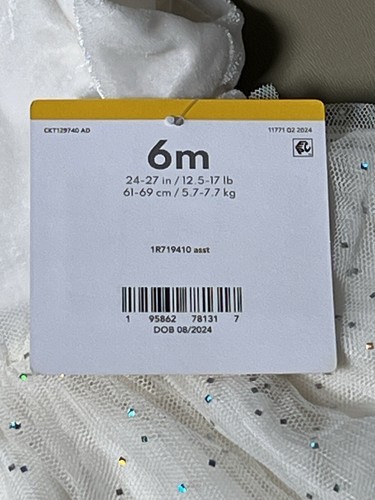 CKT129740 AD
11771 Q2 2024
6m
24-27 in / 12.5-17 lb
61-69 cm / 5.7-7.7 kg
1R719410 asst
1 95862 78131 7
DOB 08/2024